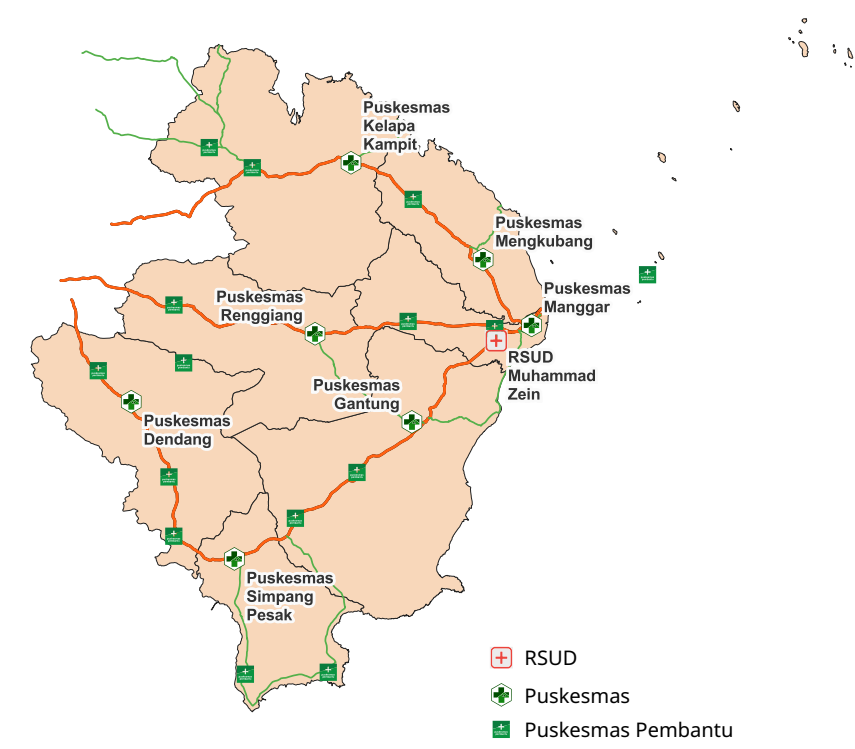 Puskesmas
Kelapa
Kampit
Puskesmas
Mengkubang
Puskesmas
Manggar
Puskesmas
Renggiang
RSUD
Muhammad
Zein
Puskesmas
Gantung
Puskesmas
Dendang
Puskesmas
Simpang
Pesak
RSUD
Puskesmas
Puskesmas Pembantu